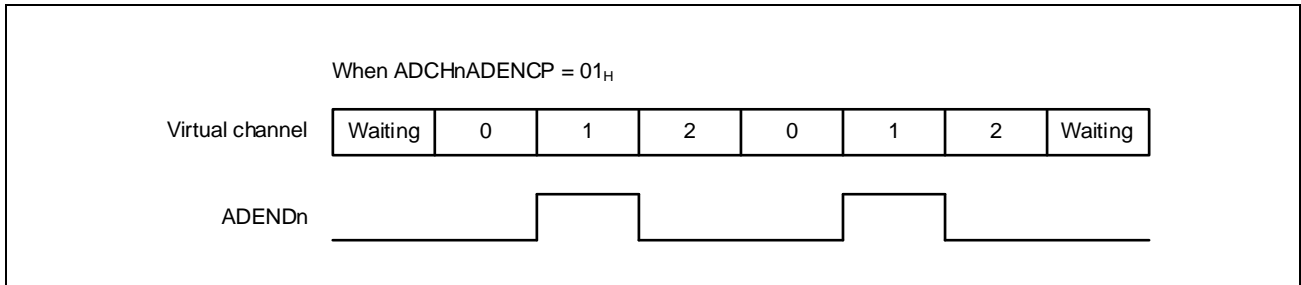 When ADCHnADENCP = 01H
Virtual channel Waiting 0 1 2 0 1 2 Waiting
ADENDn